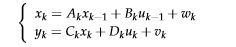 x_k = A_k x_{k−1} + B_k u_{k−1} + w_k
y_k = C_k x_k + D_k u_k + v_k